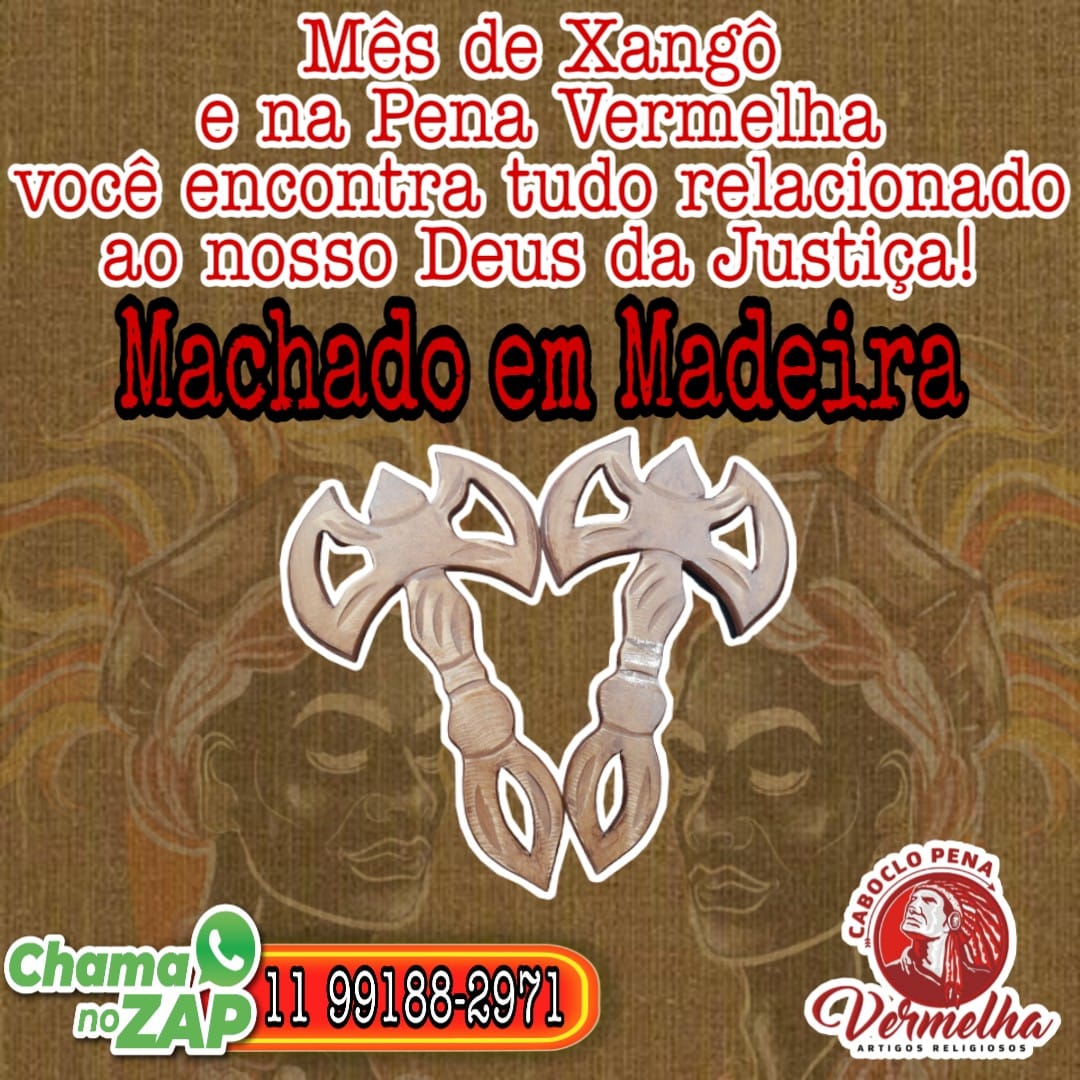 Mês de Xangô
e na Pena Vermelha
você encontra tudo relacionado
ao nosso Deus da Justiça!
Machado em Madeira
Chama
no ZAP
11 99188-2971
CABOCLO PENA
Vermelha
ARTIGOS RELIGIOSOS